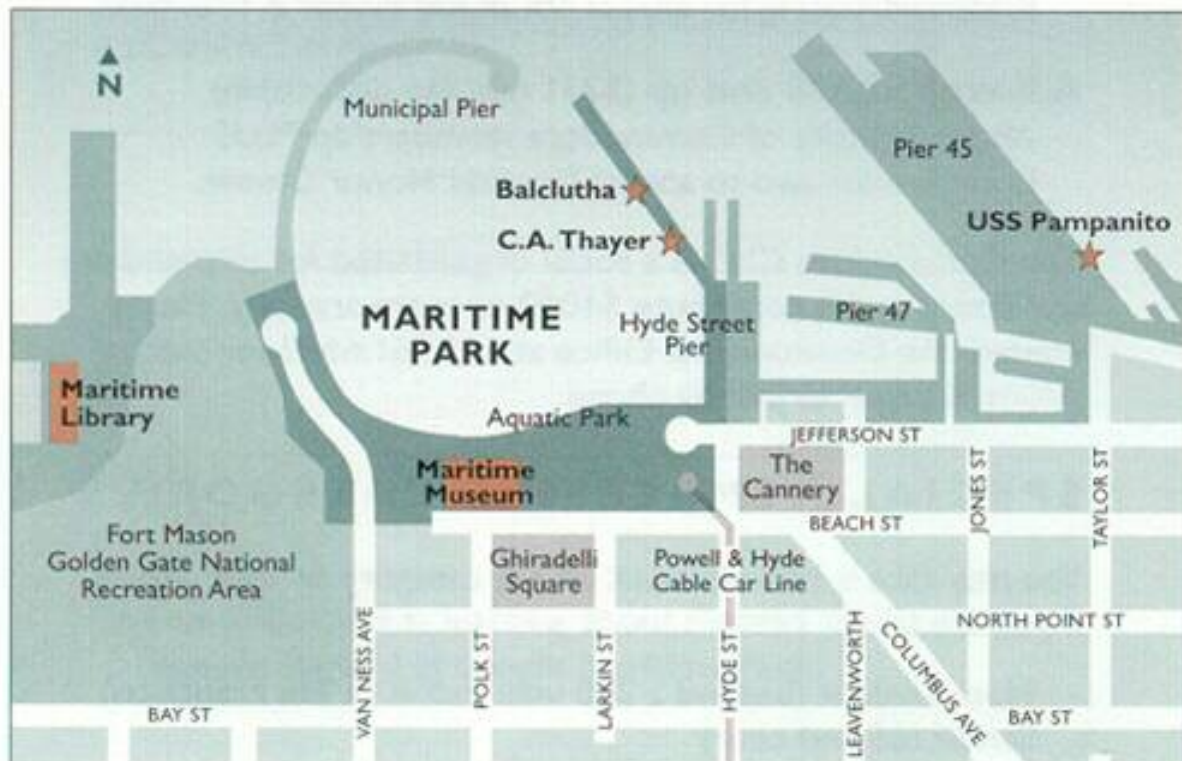 N
Municipal Pier
Pier 45
Balclutha
USS Pampanito
C.A. Thayer
MARITIME
PARK
Hyde Street
Pier
Pier 47
Maritime
Library
Aquatic Park
JEFFERSON ST
Maritime
Museum
The
Cannery
JONES ST
TAYLOR ST
BEACH ST
Fort Mason
Golden Gate National
Recreation Area
Ghiradelli
Square
Powell & Hyde
Cable Car Line
NORTH POINT ST
VAN NESS AVE
POLK ST
LARKIN ST
HYDE ST
LEAVENWORTH
COLUMBUS AVE
BAY ST
BAY ST